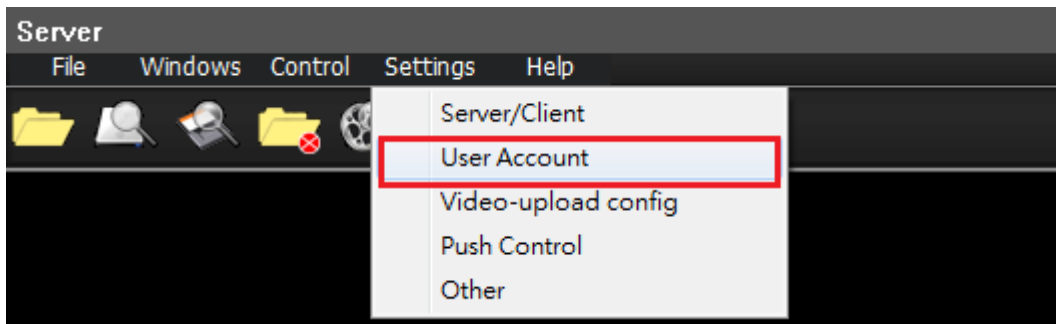 Server
File Windows Control Settings Help
Server/Client
User Account
Video-upload config
Push Control
Other